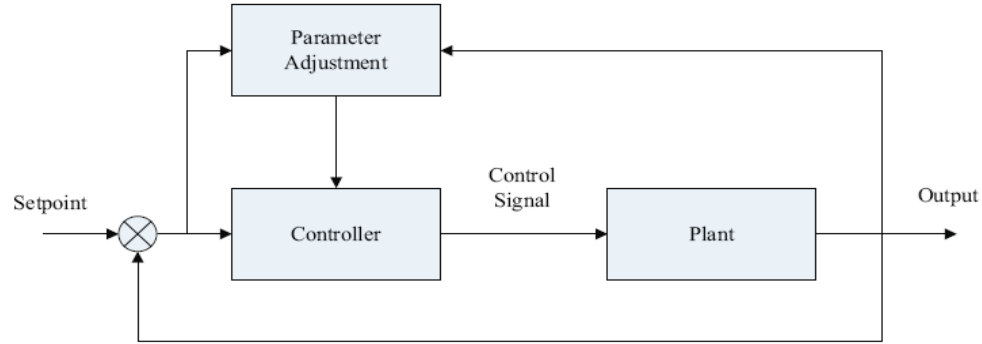 Parameter
Adjustment
Control
Signal
Setpoint
Output
Controller
Plant